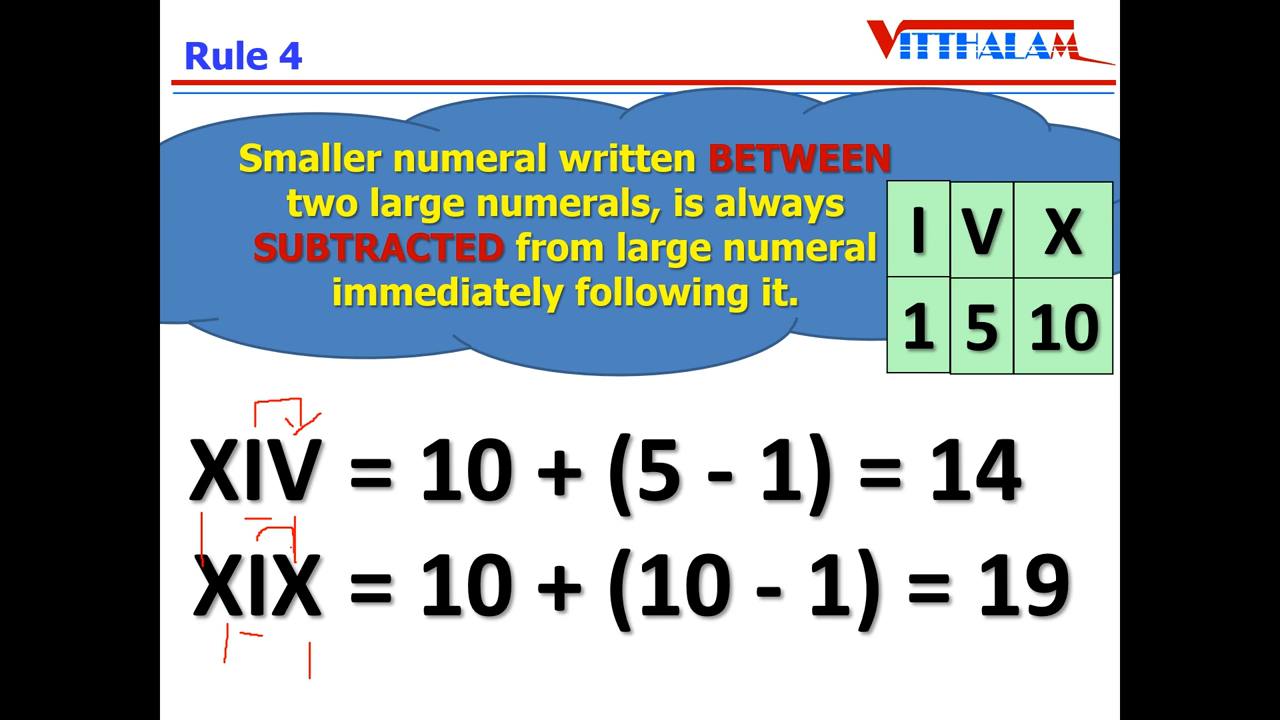 Rule 4
VITTHALAM
Smaller numeral written BETWEEN
two large numerals, is always
SUBTRACTED from large numeral
immediately following it.
I V X
1 5 10
XIV = 10 + (5 - 1) = 14
XIX = 10 + (10 - 1) = 19